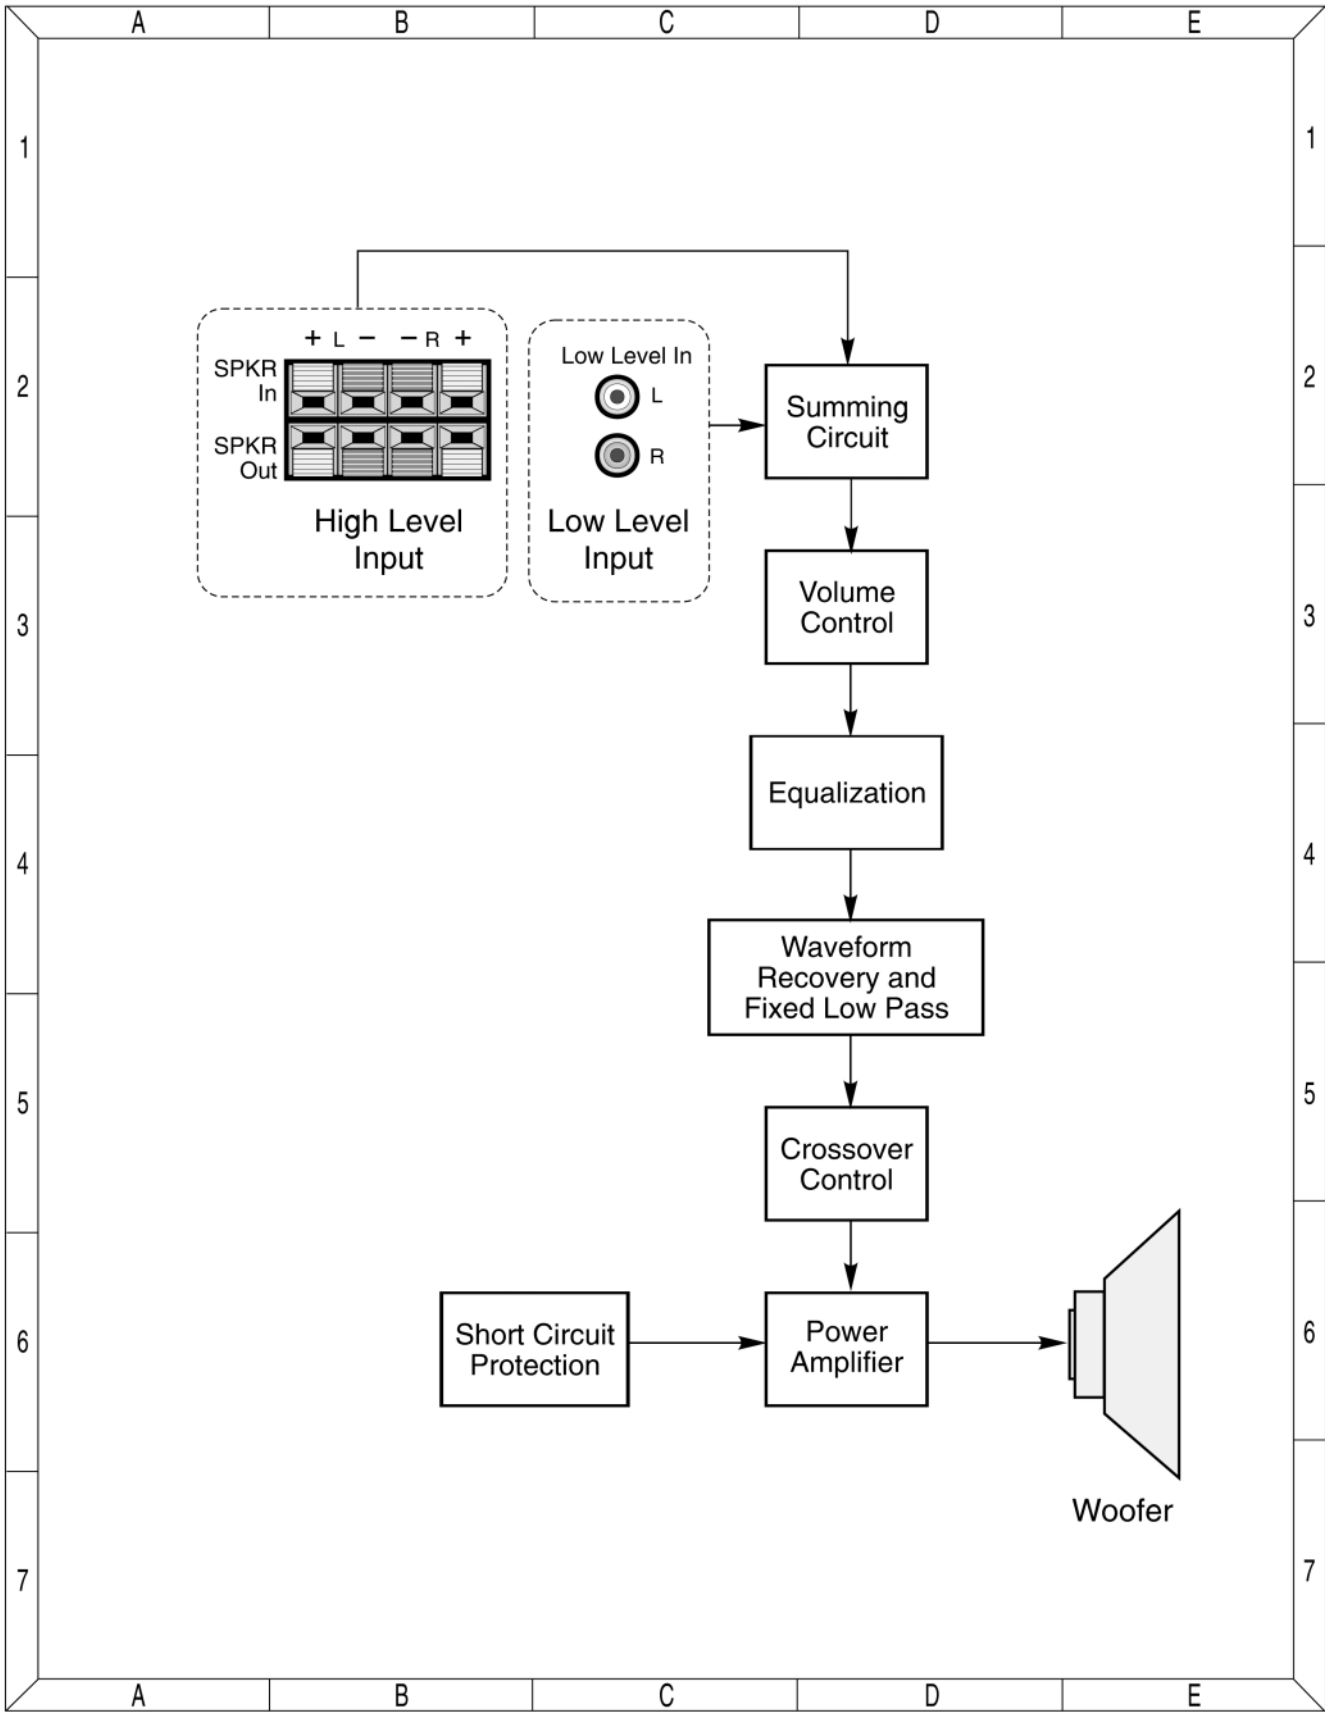 A B C D E
1 1
+ L − − R +
SPKR
In
Low Level In
L
2 2
Summing
Circuit
SPKR
Out
R
High Level
Input
Low Level
Input
Volume
Control
3 3
Equalization
4 4
Waveform
Recovery and
Fixed Low Pass
5 5
Crossover
Control
Short Circuit
Protection
Power
Amplifier
6 6
Woofer
7 7
A B C D E